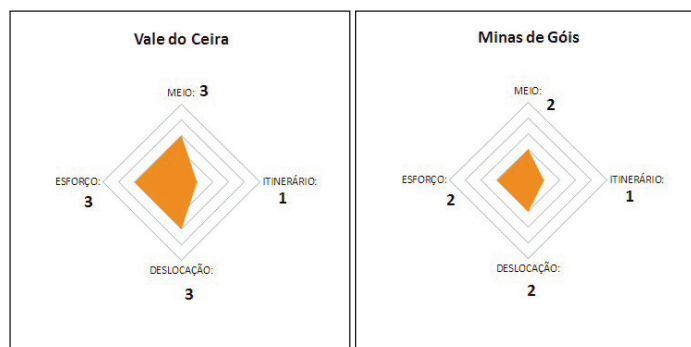 Vale do Ceira
MEIO: 3
ESFORÇO:
3
ITINERÁRIO:
1
DESLOCAÇÃO:
3
Minas de Góis
MEIO:
2
ESFORÇO:
2
ITINERÁRIO:
1
DESLOCAÇÃO:
2